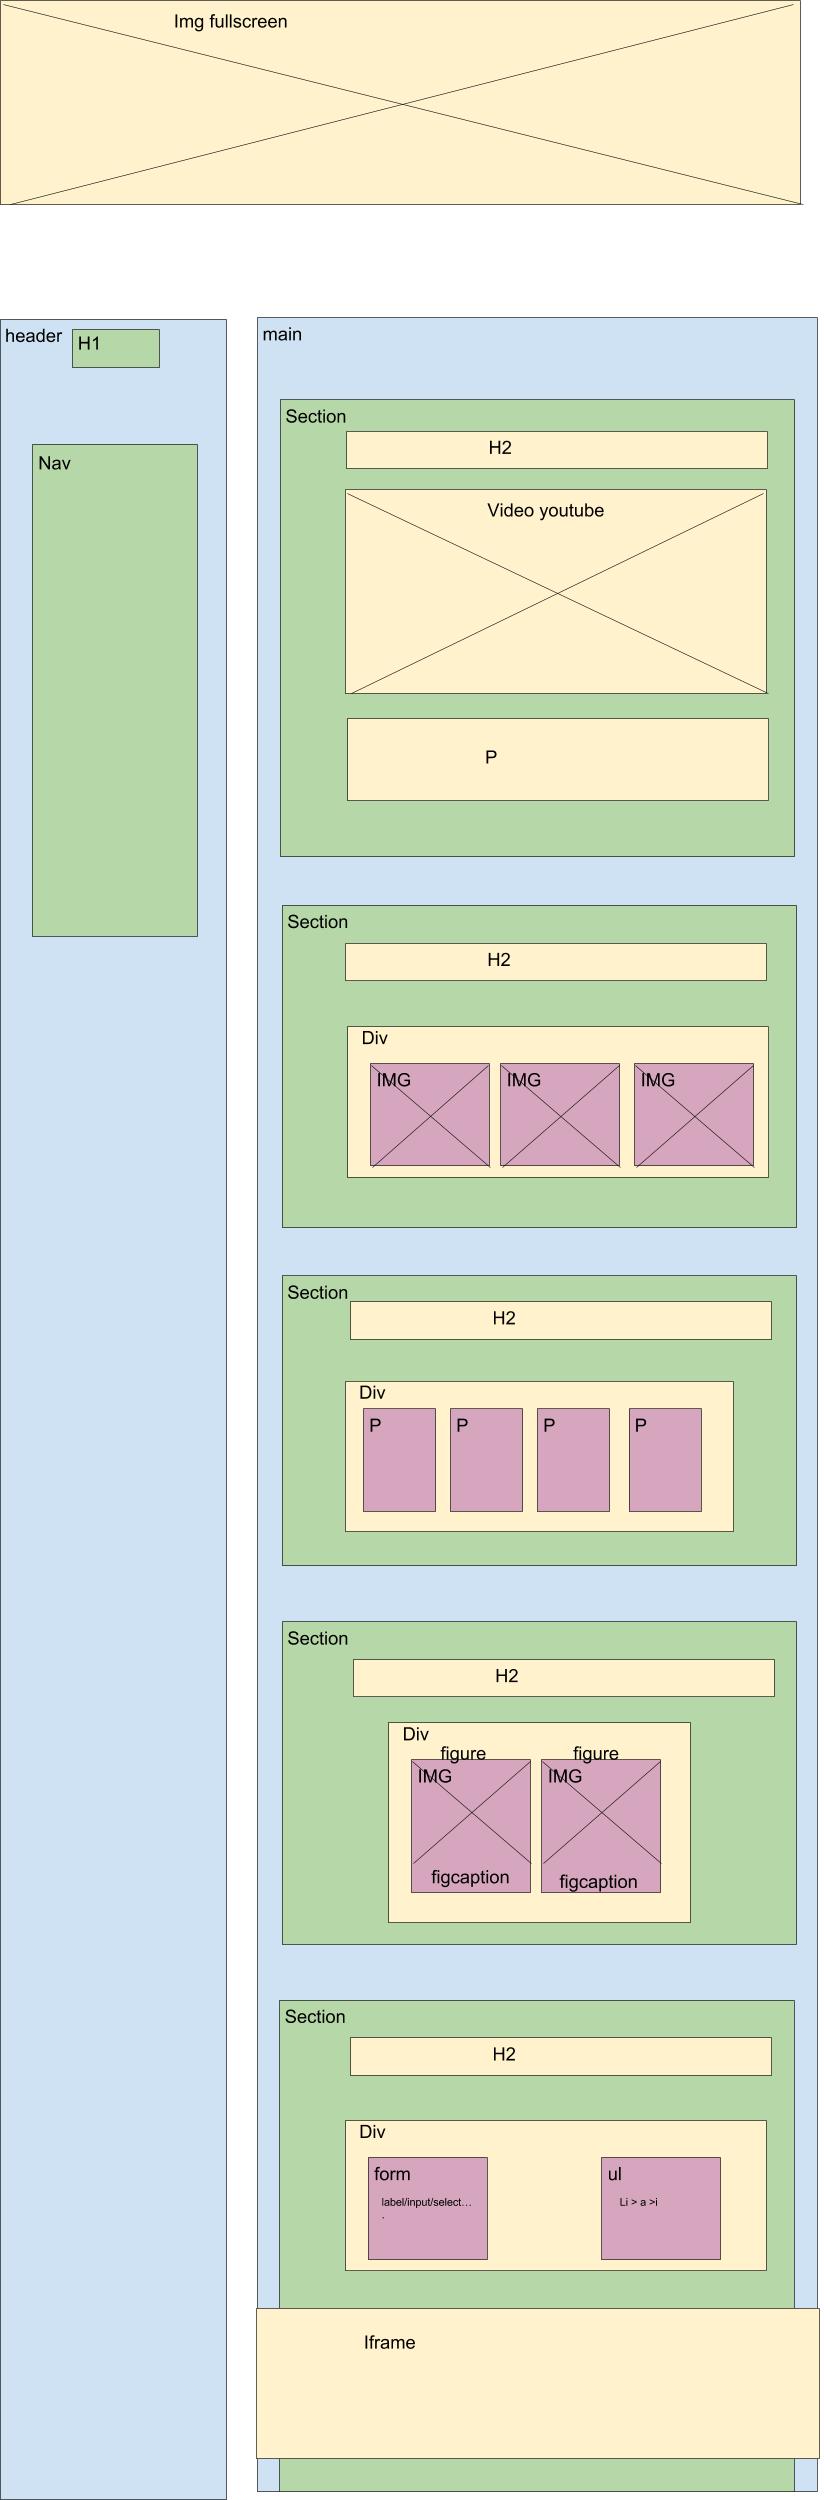 Img fullscreen
header
H1
Nav
main
Section
H2
Video youtube
P
Section
H2
Div
IMG IMG IMG
Section
H2
Div
P P P P
Section
H2
Div
figure figure
IMG IMG
figcaption figcaption
Section
H2
Div
form
label/input/select...
.
ul
Li > a >i
Iframe